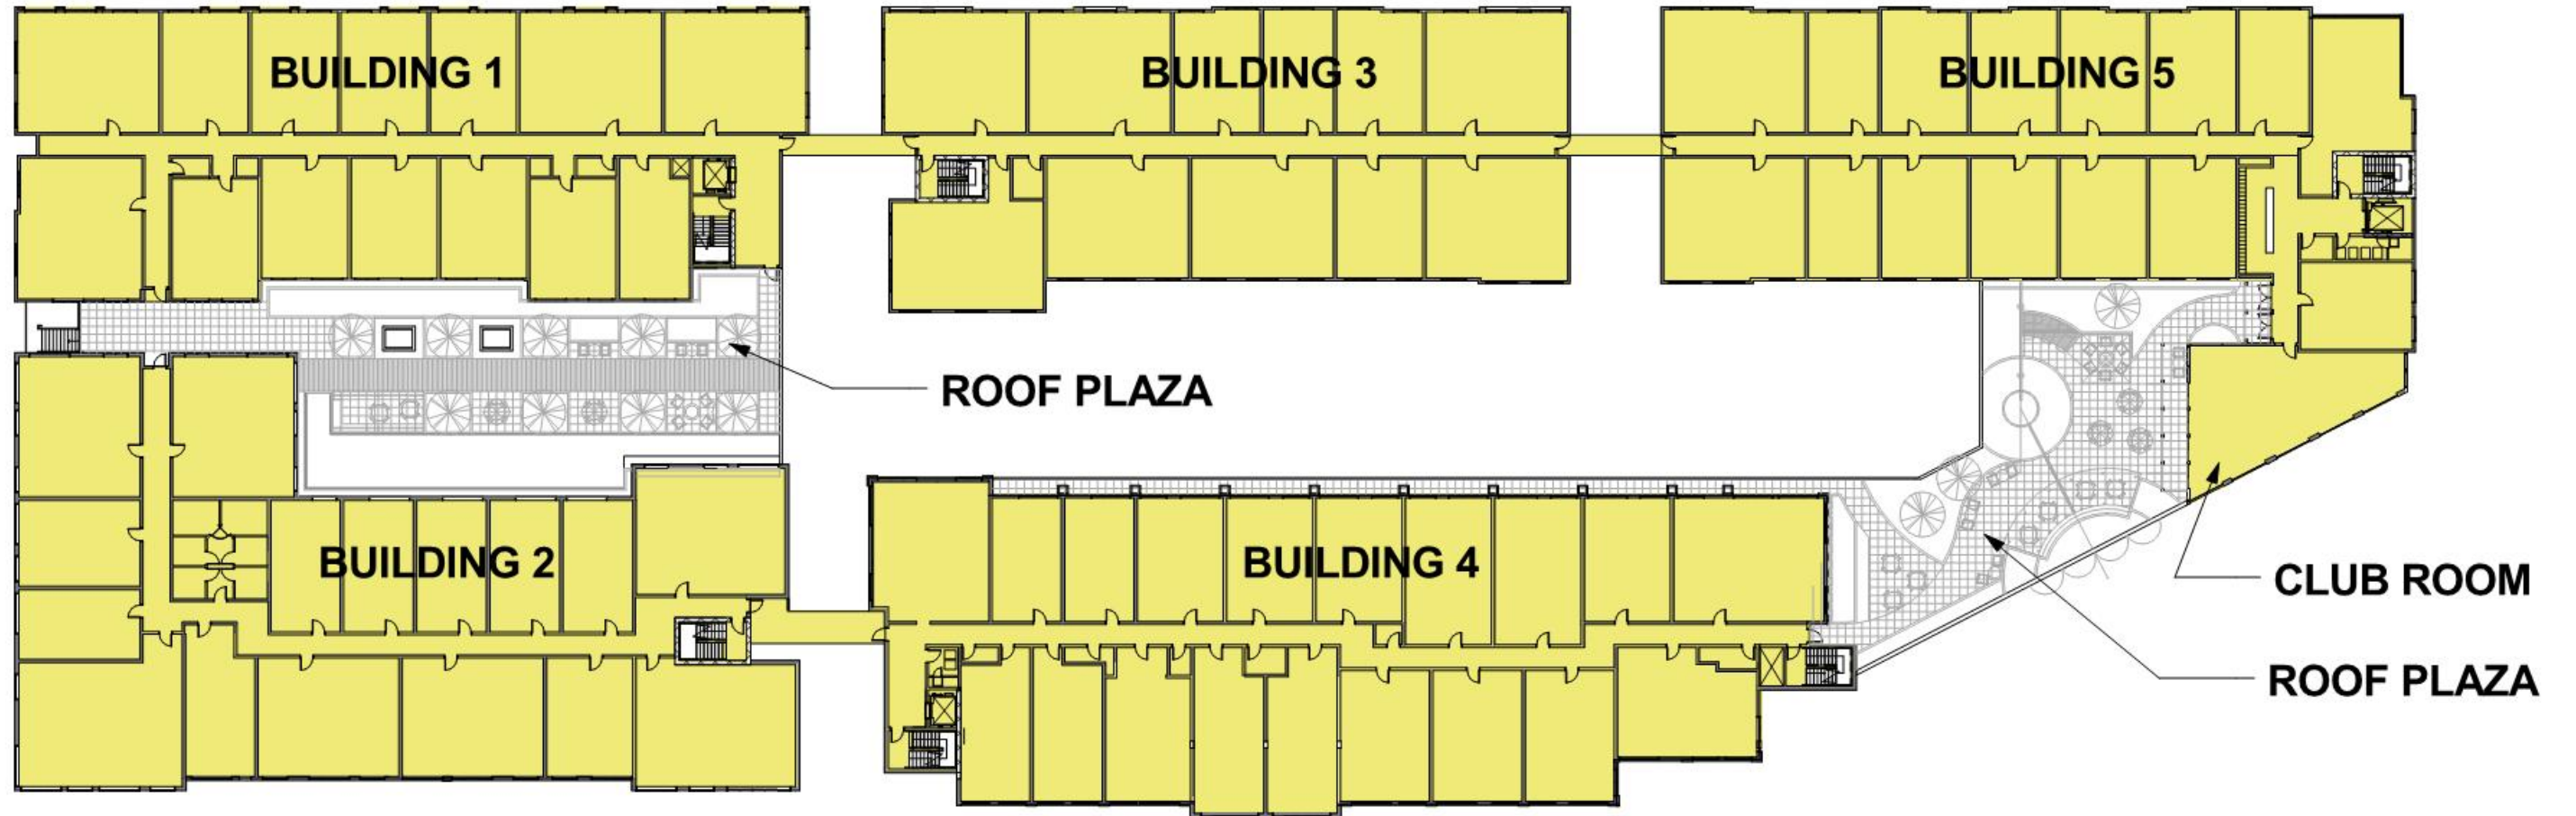 BUILDING 1
BUILDING 3
BUILDING 5
ROOF PLAZA
BUILDING 2
BUILDING 4
CLUB ROOM
ROOF PLAZA